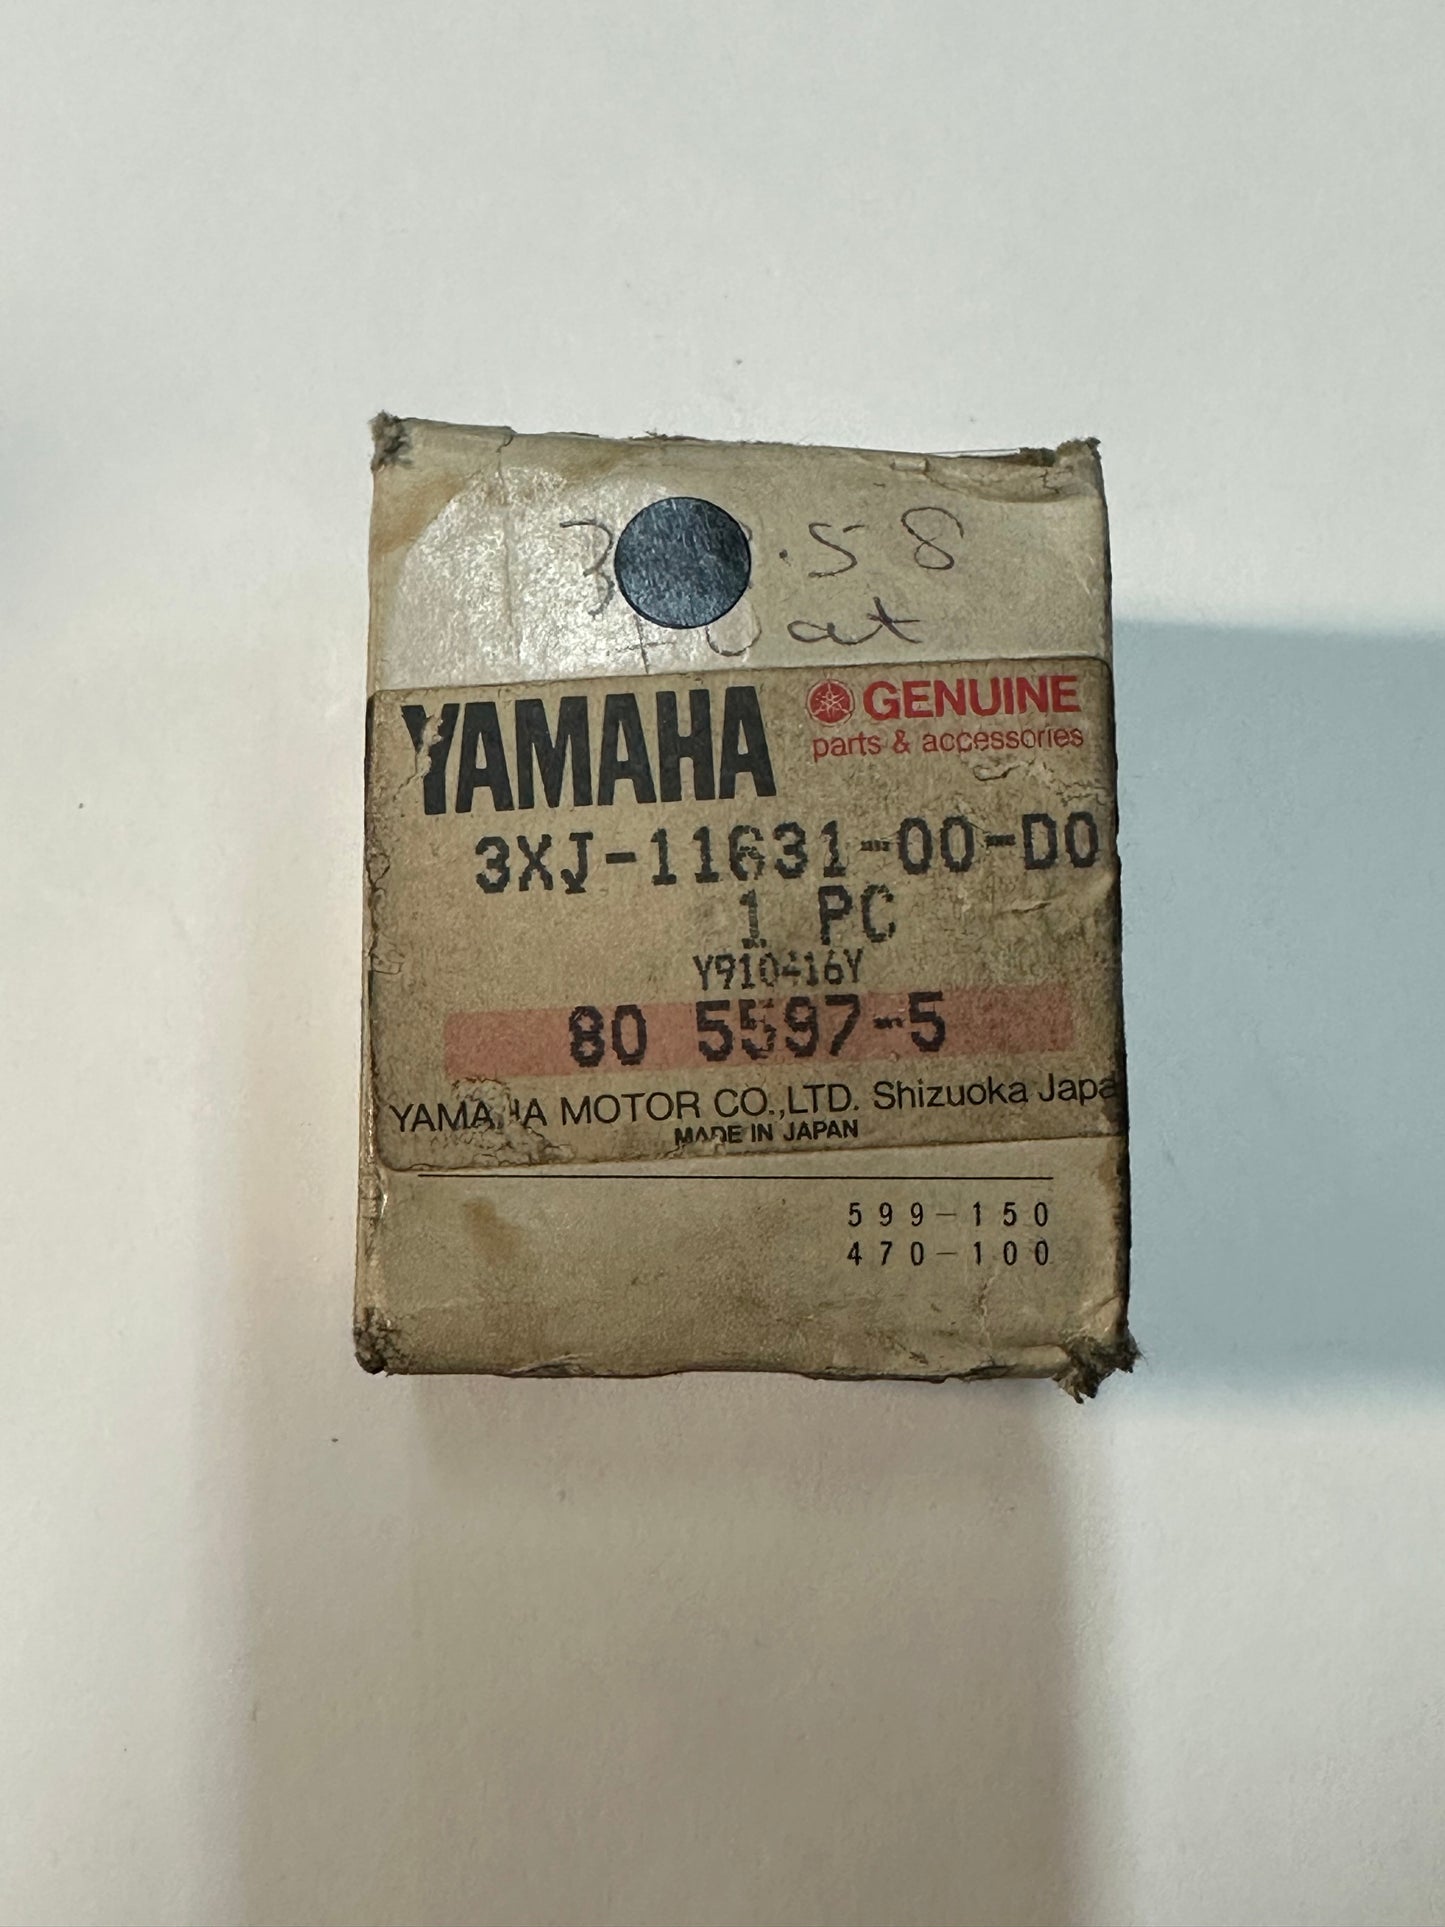 .58
YAMAHA
GENUINE
parts & accessories
3XJ-11631-00-D0
1 PC
Y910416Y
80 5597-5
YAMAHA MOTOR CO.,LTD. Shizuoka Japa
MADE IN JAPAN
599-150
470-100